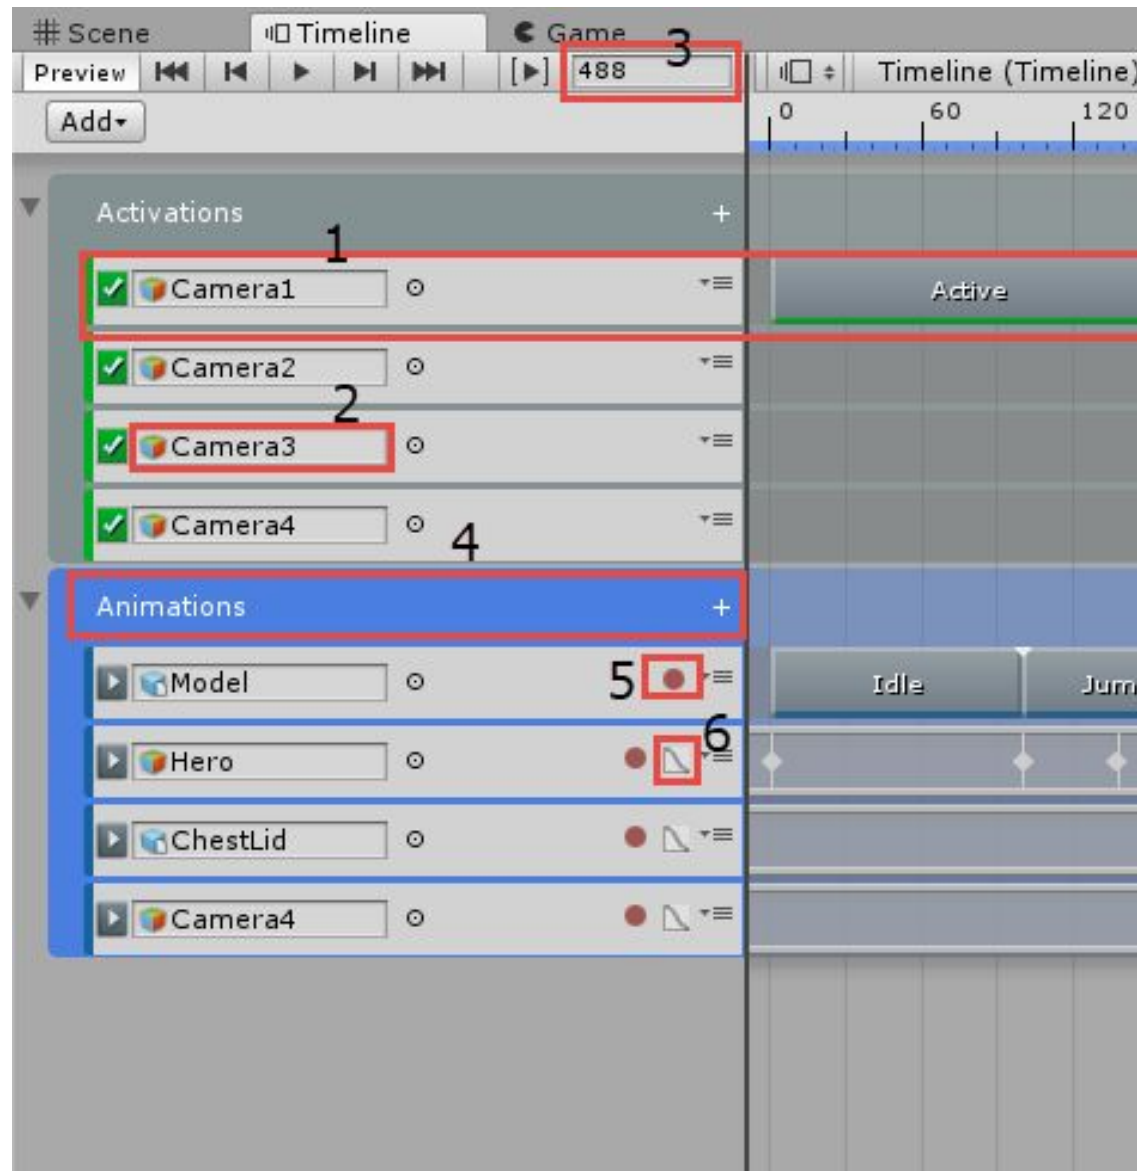 Scene Timeline Game
3
Preview 488 Timeline (Timeline)
Add
0 60 120
Activations +
1
Camera1 Active
Camera2
2
Camera3
Camera4
4
Animations +
Model 5 Idle Jum
6
Hero
ChestLid
Camera4